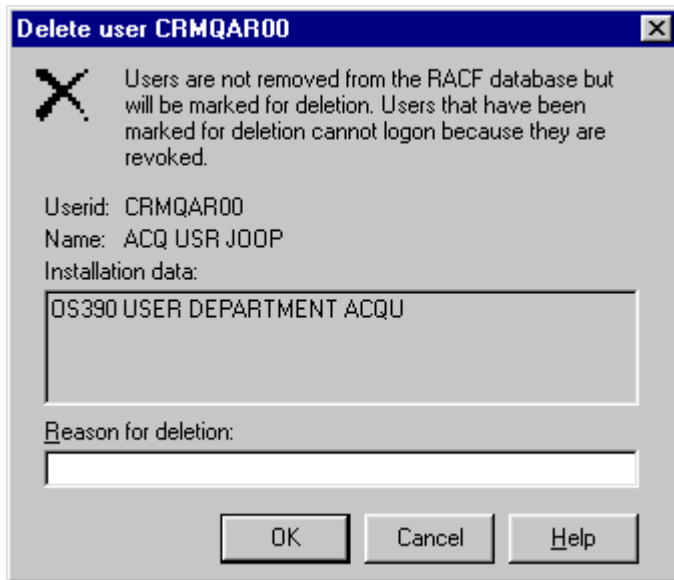 Delete user CRMQAR00
Users are not removed from the RACF database but
will be marked for deletion. Users that have been
marked for deletion cannot logon because they are
revoked.
Userid: CRMQAR00
Name: ACQ USR JOOP
Installation data:
OS390 USER DEPARTMENT ACQU
Reason for deletion:
OK Cancel Help